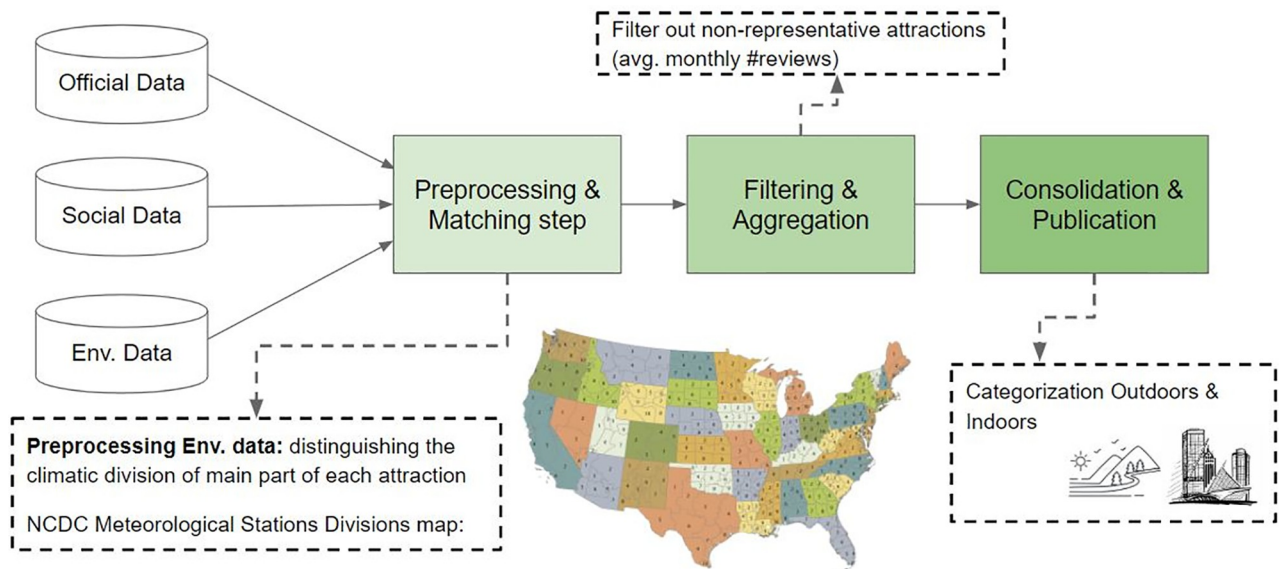 Filter out non-representative attractions
(avg. monthly #reviews)
Official Data
Social Data
Env. Data
Preprocessing &
Matching step
Filtering &
Aggregation
Consolidation &
Publication
Preprocessing Env. data: distinguishing the
climatic division of main part of each attraction
NCDC Meteorological Stations Divisions map:
Categorization Outdoors &
Indoors